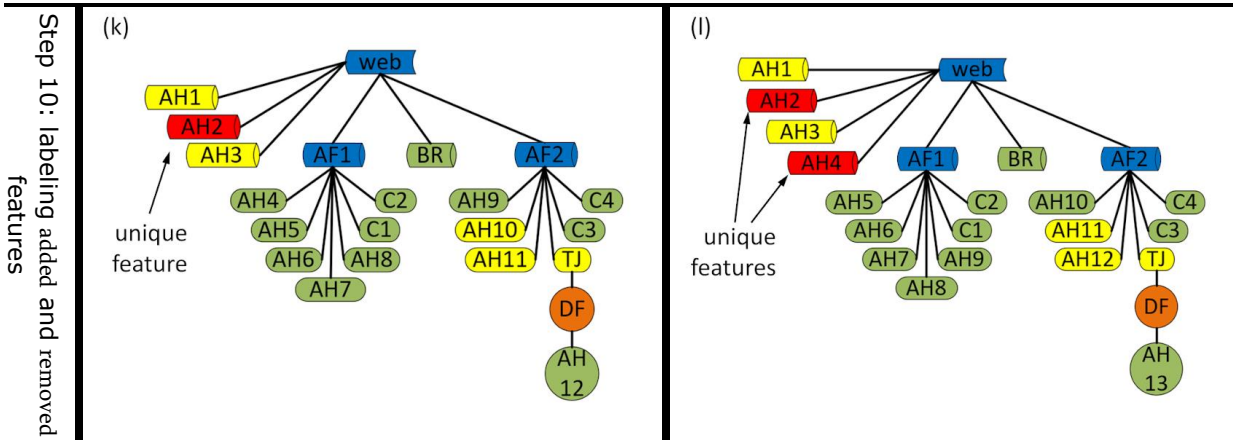 Step 10: labeling added and removed
features
(k)
web
AH1
AH2
AH3
AF1
BR
AF2
AH4
C2
AH9
C4
AH5
C1
AH10
C3
unique
feature
AH6
AH8
AH11
TJ
AH7
DF
AH
12
(l)
AH1
web
AH2
AH3
AH4
AF1
BR
AF2
AH5
C2
AH10
C4
AH6
C1
AH11
C3
unique
features
AH7
AH9
AH12
TJ
AH8
DF
AH
13